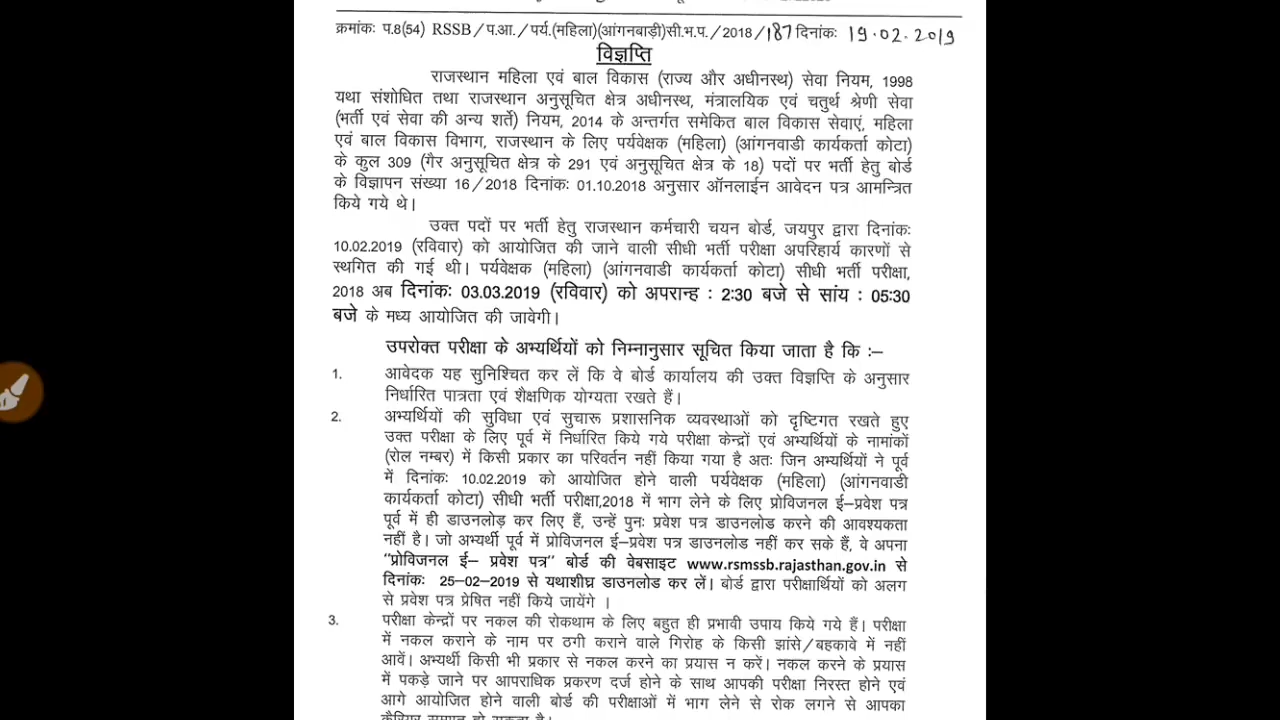 क्रमांकः प.8(54) RSSB/प.आ./पर्य.(महिला)(आंगनबाड़ी)सी.भ.प./2018/187 दिनांकः 19.02.2019
विज्ञप्ति
राजस्थान महिला एवं बाल विकास (राज्य और अधीनस्थ) सेवा नियम, 1998
यथा संशोधित तथा राजस्थान अनुसूचित क्षेत्र अधीनस्थ, मंत्रालयिक एवं चतुर्थ श्रेणी सेवा
(भर्ती एवं सेवा की अन्य शर्ते) नियम, 2014 के अन्तर्गत समेकित बाल विकास सेवाएं, महिला
एवं बाल विकास विभाग, राजस्थान के लिए पर्यवेक्षक (महिला) (आंगनवाडी कार्यकर्ता कोटा)
के कुल 309 (गैर अनुसूचित क्षेत्र के 291 एवं अनुसूचित क्षेत्र के 18) पदों पर भर्ती हेतु बोर्ड
के विज्ञापन संख्या 16/2018 दिनांकः 01.10.2018 अनुसार ऑनलाईन आवेदन पत्र आमन्त्रित
किये गये थे।
उक्त पदों पर भर्ती हेतु राजस्थान कर्मचारी चयन बोर्ड, जयपुर द्वारा दिनांकः
10.02.2019 (रविवार) को आयोजित की जाने वाली सीधी भर्ती परीक्षा अपरिहार्य कारणों से
स्थगित की गई थी। पर्यवेक्षक (महिला) (आंगनवाडी कार्यकर्ता कोटा) सीधी भर्ती परीक्षा,
2018 अब दिनांकः 03.03.2019 (रविवार) को अपरान्ह : 2:30 बजे से सांय : 05:30
बजे के मध्य आयोजित की जावेगी।
उपरोक्त परीक्षा के अभ्यर्थियों को निम्नानुसार सूचित किया जाता है कि :–
1. आवेदक यह सुनिश्चित कर लें कि वे बोर्ड कार्यालय की उक्त विज्ञप्ति के अनुसार
निर्धारित पात्रता एवं शैक्षणिक योग्यता रखते हैं।
2. अभ्यर्थियों की सुविधा एवं सुचारू प्रशासनिक व्यवस्थाओं को दृष्टिगत रखते हुए
उक्त परीक्षा के लिए पूर्व में निर्धारित किये गये परीक्षा केन्द्रों एवं अभ्यर्थियों के नामांकों
(रोल नम्बर) में किसी प्रकार का परिवर्तन नहीं किया गया है अतः जिन अभ्यर्थियों ने पूर्व
में दिनांकः 10.02.2019 को आयोजित होने वाली पर्यवेक्षक (महिला) (आंगनवाडी
कार्यकर्ता कोटा) सीधी भर्ती परीक्षा,2018 में भाग लेने के लिए प्रोविजनल ई–प्रवेश पत्र
पूर्व में ही डाउनलोड़ कर लिए हैं, उन्हें पुनः प्रवेश पत्र डाउनलोड करने की आवश्यकता
नहीं है। जो अभ्यर्थी पूर्व में प्रोविजनल ई–प्रवेश पत्र डाउनलोड नहीं कर सके हैं, वे अपना
"प्रोविजनल ई– प्रवेश पत्र" बोर्ड की वेबसाइट www.rsmssb.rajasthan.gov.in से
दिनांकः 25–02–2019 से यथाशीघ्र डाउनलोड कर लें। बोर्ड द्वारा परीक्षार्थियों को अलग
से प्रवेश पत्र प्रेषित नहीं किये जायेंगे ।
3. परीक्षा केन्द्रों पर नकल की रोकथाम के लिए बहुत ही प्रभावी उपाय किये गये हैं। परीक्षा
में नकल कराने के नाम पर ठगी कराने वाले गिरोह के किसी झांसे/बहकावे में नहीं
आवें। अभ्यर्थी किसी भी प्रकार से नकल करने का प्रयास न करें। नकल करने के प्रयास
में पकड़े जाने पर आपराधिक प्रकरण दर्ज होने के साथ आपकी परीक्षा निरस्त होने एवं
आगे आयोजित होने वाली बोर्ड की परीक्षाओं में भाग लेने से रोक लगने से आपका